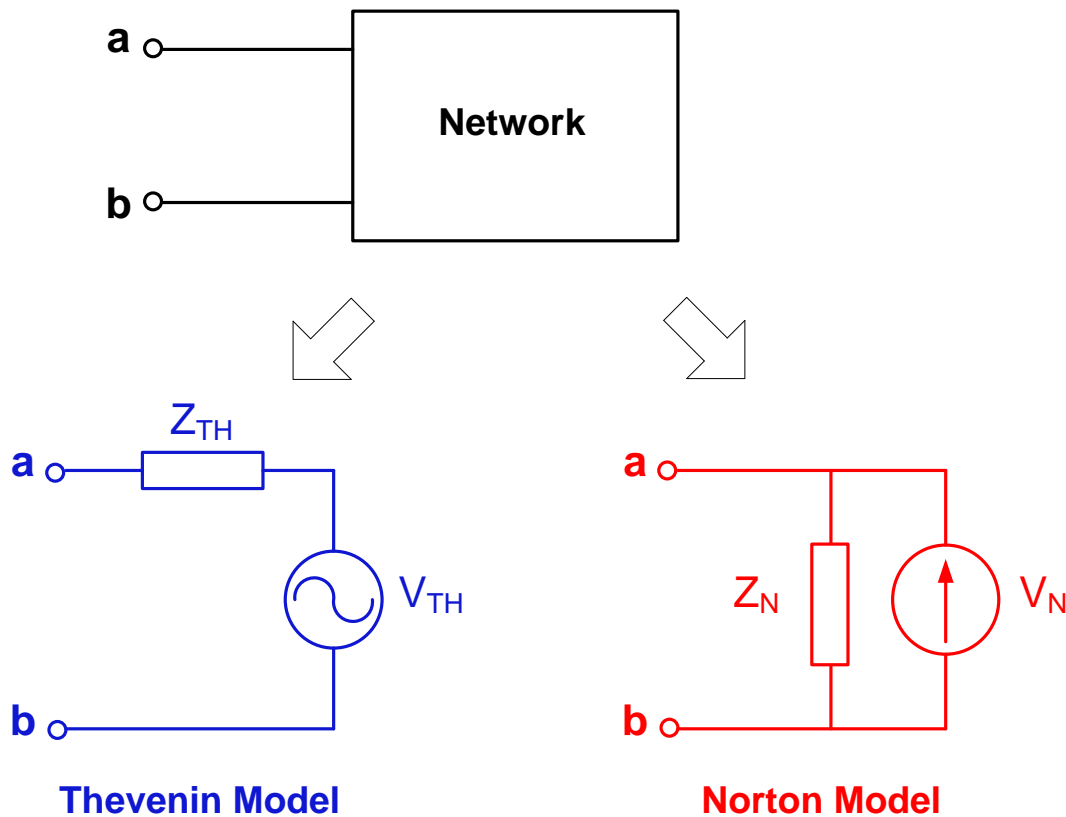 a
Network
b
Z_TH
a
V_TH
b
Thevenin Model
a
Z_N
V_N
b
Norton Model